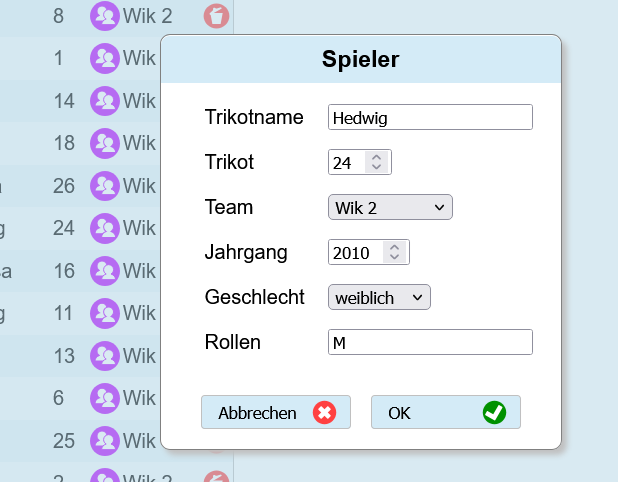 8 Wik 2
1 Wik
Spieler
14 Wik
Trikotname Hedwig
18 Wik
Trikot 24
26 Wik
Team Wik 2
24 Wik
Jahrgang 2010
16 Wik
Geschlecht weiblich
11 Wik
Rollen M
13 Wik
6 Wik
Abbrechen OK
25 Wik
2 Wik 2